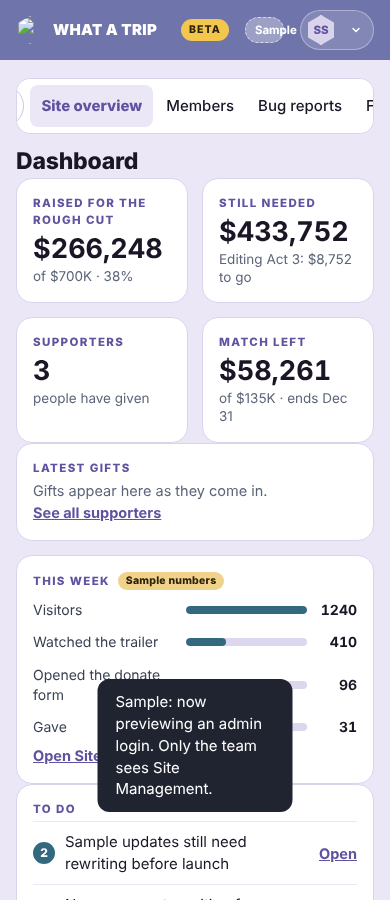 WHAT A TRIP BETA Sample SS
Site overview Members Bug reports F
Dashboard
RAISED FOR THE
ROUGH CUT
$266,248
of $700K · 38%
STILL NEEDED
$433,752
Editing Act 3: $8,752
to go
SUPPORTERS
3
people have given
MATCH LEFT
$58,261
of $135K · ends Dec
31
LATEST GIFTS
Gifts appear here as they come in.
See all supporters
THIS WEEK Sample numbers
Visitors 1240
Watched the trailer 410
Opened the donate
form 96
Gave 31
Open Site
Sample: now
previewing an admin
login. Only the team
sees Site
Management.
TO DO
2 Sample updates still need
rewriting before launch
Open